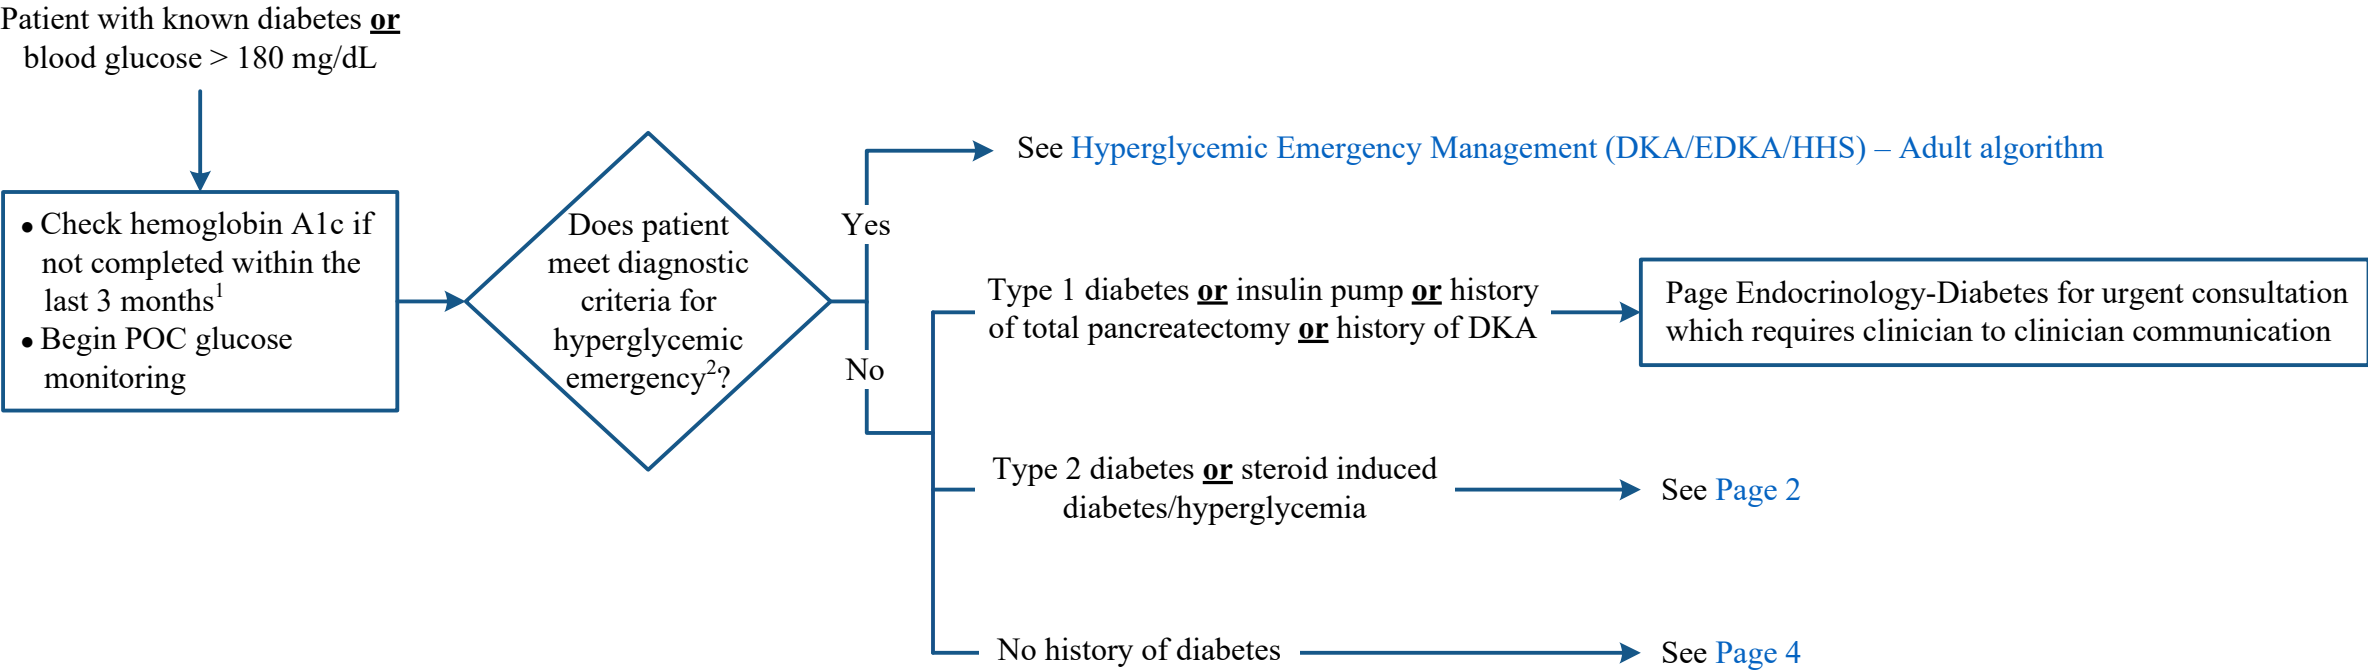 Patient with known diabetes or
blood glucose > 180 mg/dL
• Check hemoglobin A1c if
not completed within the
last 3 months1
• Begin POC glucose
monitoring
Does patient
meet diagnostic
criteria for
hyperglycemic
emergency2?
Yes
See Hyperglycemic Emergency Management (DKA/EDKA/HHS) – Adult algorithm
No
Type 1 diabetes or insulin pump or history
of total pancreatectomy or history of DKA
Page Endocrinology-Diabetes for urgent consultation
which requires clinician to clinician communication
Type 2 diabetes or steroid induced
diabetes/hyperglycemia
See Page 2
No history of diabetes
See Page 4